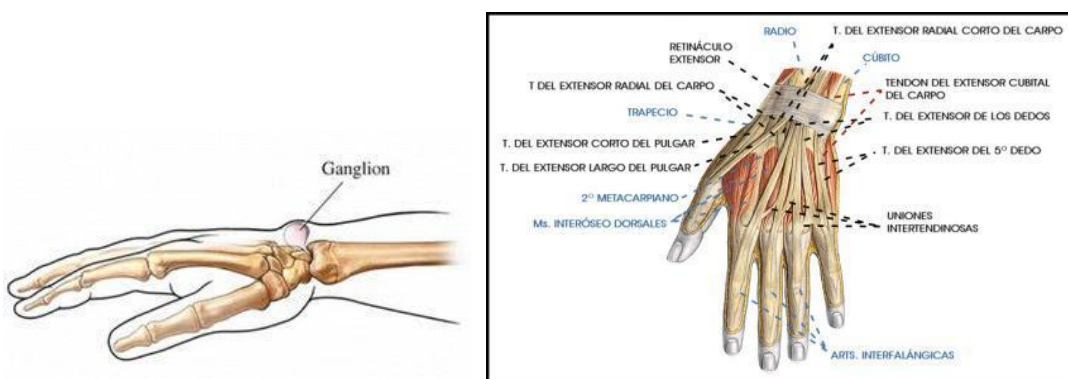 Ganglion
RADIO
T. DEL EXTENSOR RADIAL CORTO DEL CARPO
RETINÁCULO
EXTENSOR
CÚBITO
T DEL EXTENSOR RADIAL DEL CARPO
TENDON DEL EXTENSOR CUBITAL
DEL CARPO
TRAPECIO
T. DEL EXTENSOR DE LOS DEDOS
T. DEL EXTENSOR CORTO DEL PULGAR
T. DEL EXTENSOR DEL 5º DEDO
T. DEL EXTENSOR LARGO DEL PULGAR
2º METACARPIANO
Ms. INTERÓSEO DORSALES
UNIONES
INTERTENDINOSAS
ARTS. INTERFALÁNGICAS